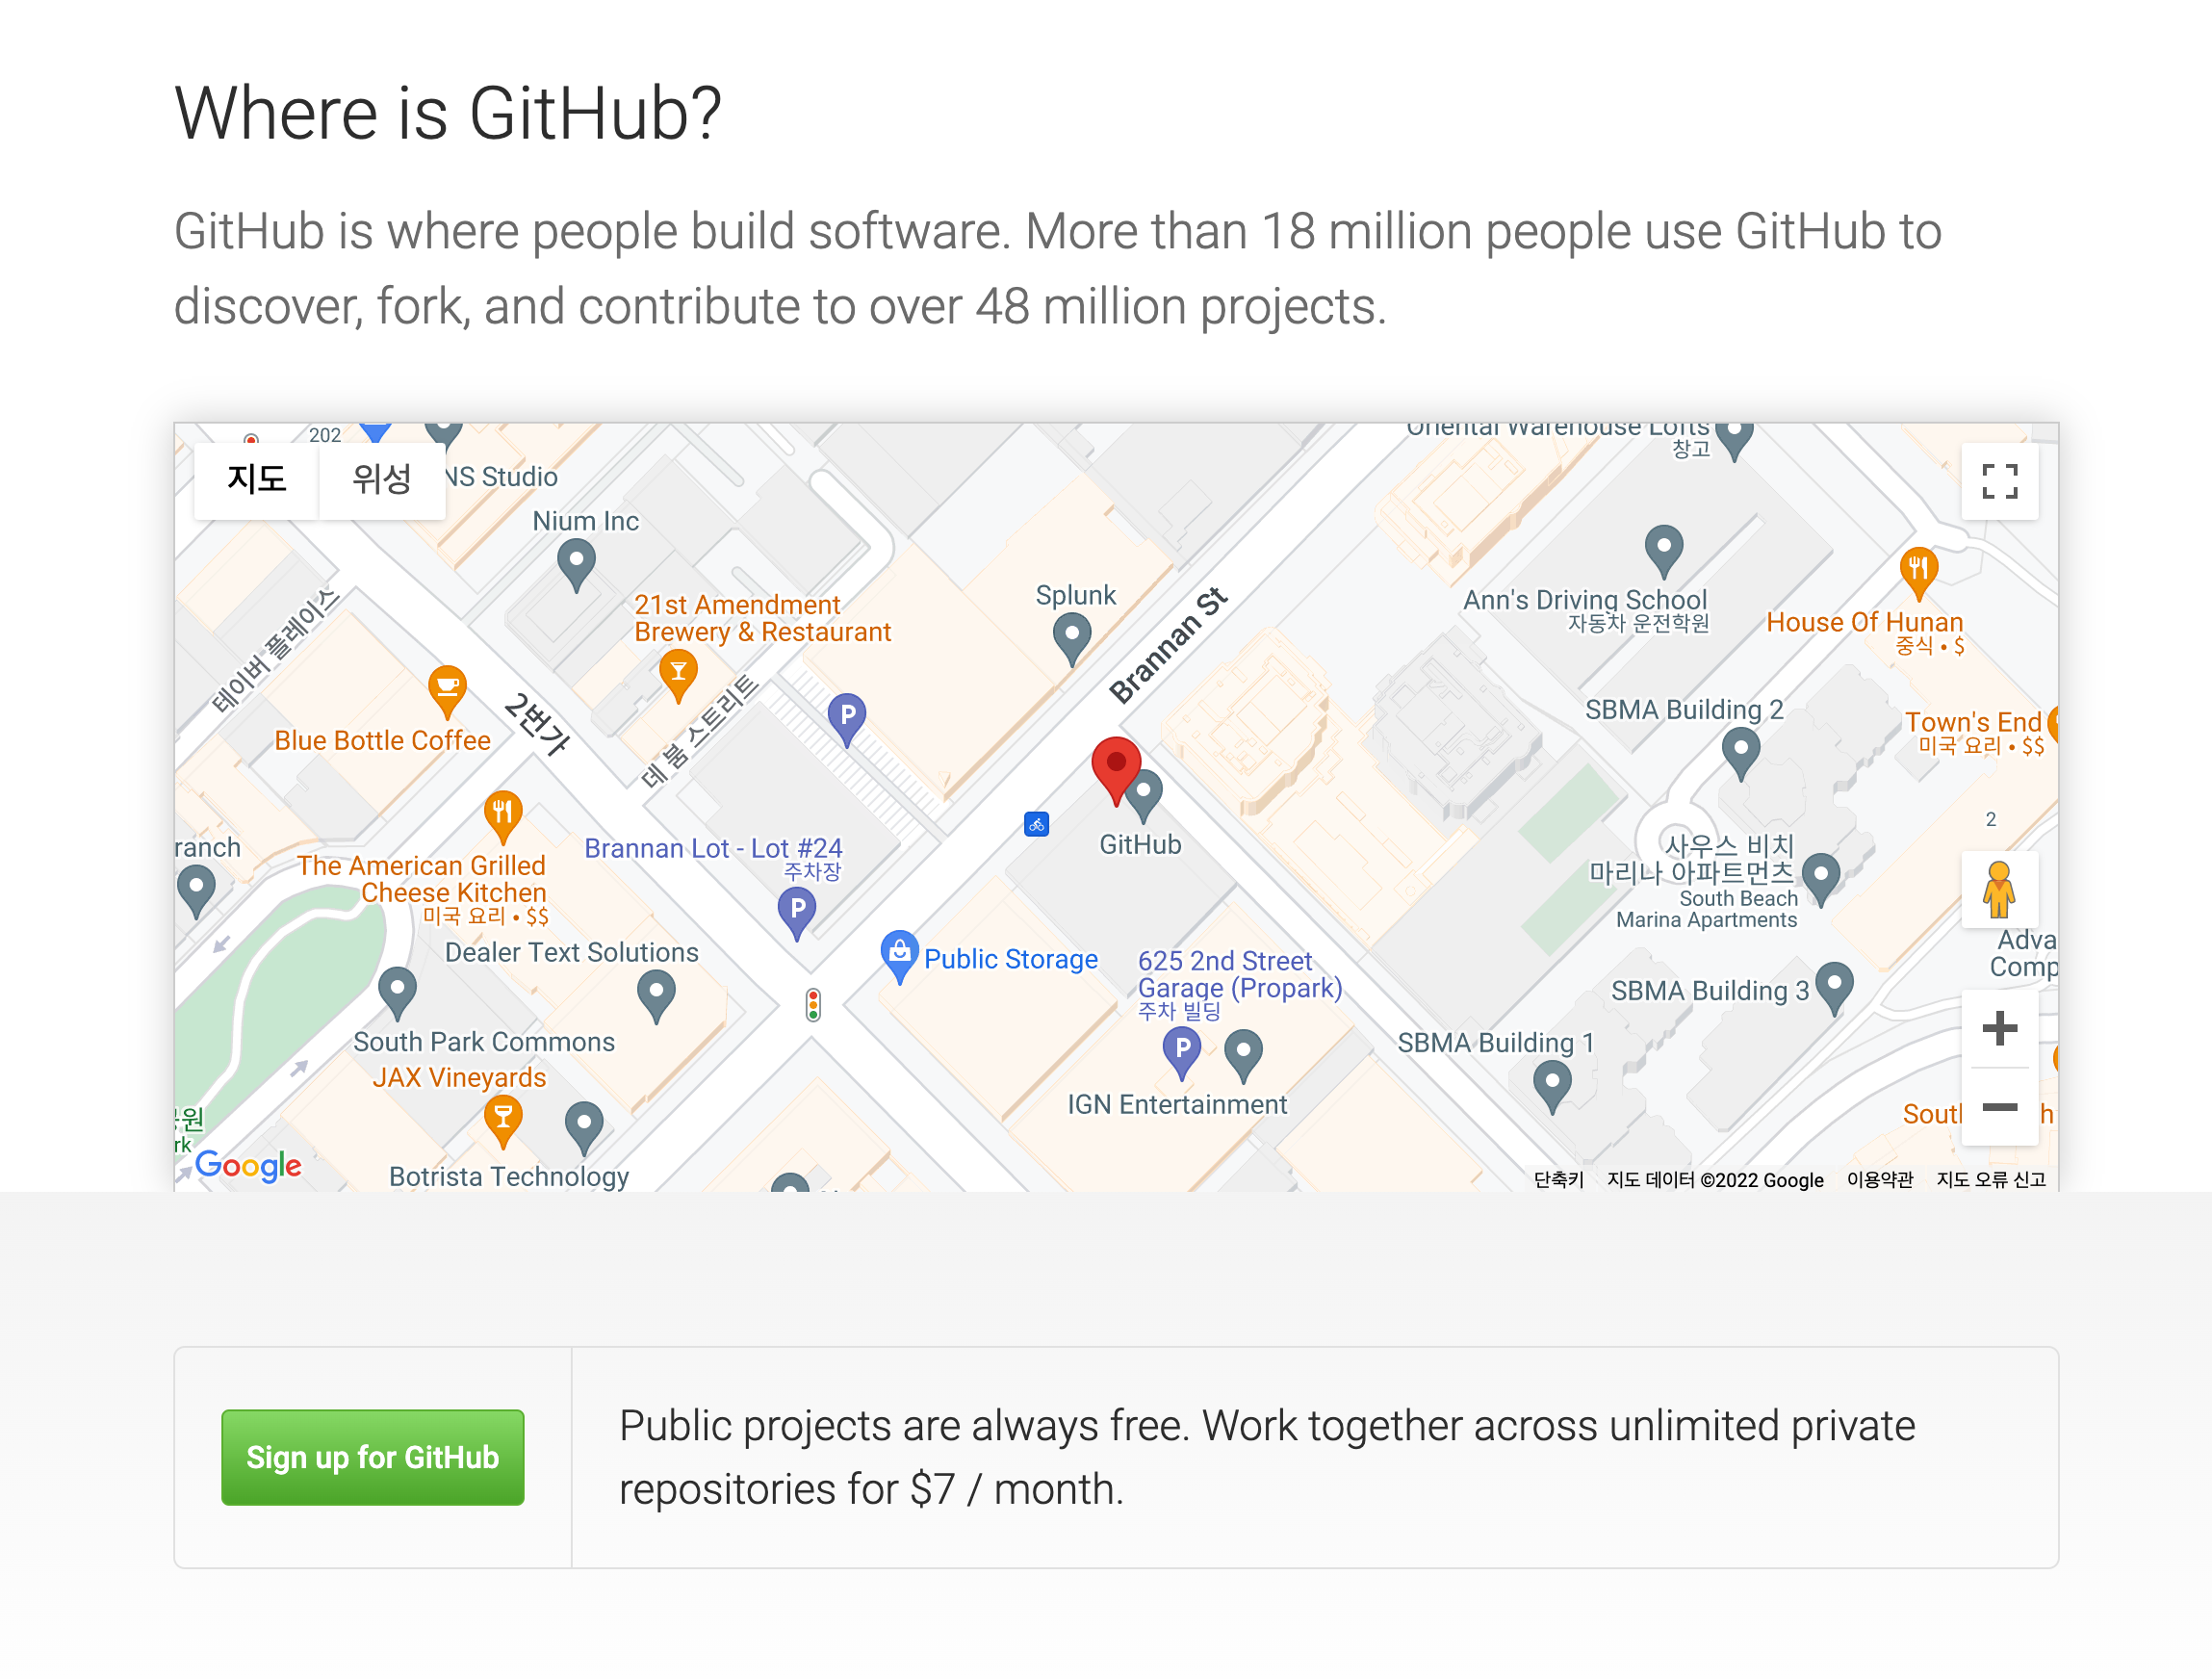 Where is GitHub?
GitHub is where people build software. More than 18 million people use GitHub to
discover, fork, and contribute to over 48 million projects.
202
Oriental Warehouse Lofts
창고
지도
위성
NS Studio
Nium Inc
21st Amendment
Brewery & Restaurant
Splunk
Brannan St
Ann's Driving School
자동차 운전학원
House Of Hunan
중식 • $
테이버 플레이스
Blue Bottle Coffee
2번가
데 붐 스트리트
P
SBMA Building 2
Town's End
미국 요리 • $$
GitHub
2
ranch
The American Grilled
Cheese Kitchen
미국 요리 • $$
Brannan Lot - Lot #24
주차장
P
사우스 비치
마리나 아파트먼츠
South Beach
Marina Apartments
Dealer Text Solutions
Public Storage
625 2nd Street
Garage (Propark)
주차 빌딩
P
Adva
Comp
SBMA Building 3
South Park Commons
SBMA Building 1
JAX Vineyards
IGN Entertainment
rk
Google
Botrista Technology
단축키
지도 데이터 ©2022 Google
이용약관
지도 오류 신고
Sign up for GitHub
Public projects are always free. Work together across unlimited private
repositories for $7 / month.